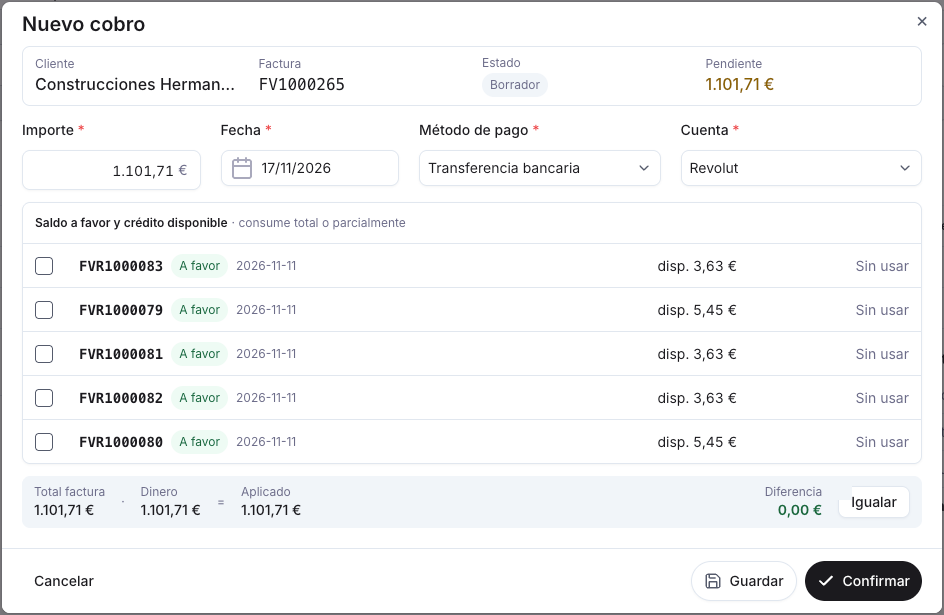 Nuevo cobro
Cliente Factura Estado Pendiente
Construcciones Herman... FV1000265 Borrador 1.101,71 €
Importe * Fecha * Método de pago * Cuenta *
1.101,71 € 17/11/2026 Transferencia bancaria Revolut
Saldo a favor y crédito disponible · consume total o parcialmente
FVR1000083 A favor 2026-11-11 disp. 3,63 € Sin usar
FVR1000079 A favor 2026-11-11 disp. 5,45 € Sin usar
FVR1000081 A favor 2026-11-11 disp. 3,63 € Sin usar
FVR1000082 A favor 2026-11-11 disp. 3,63 € Sin usar
FVR1000080 A favor 2026-11-11 disp. 5,45 € Sin usar
Total factura · Dinero = Aplicado Diferencia Igualar
1.101,71 € 1.101,71 € 1.101,71 € 0,00 €
Cancelar Guardar Confirmar